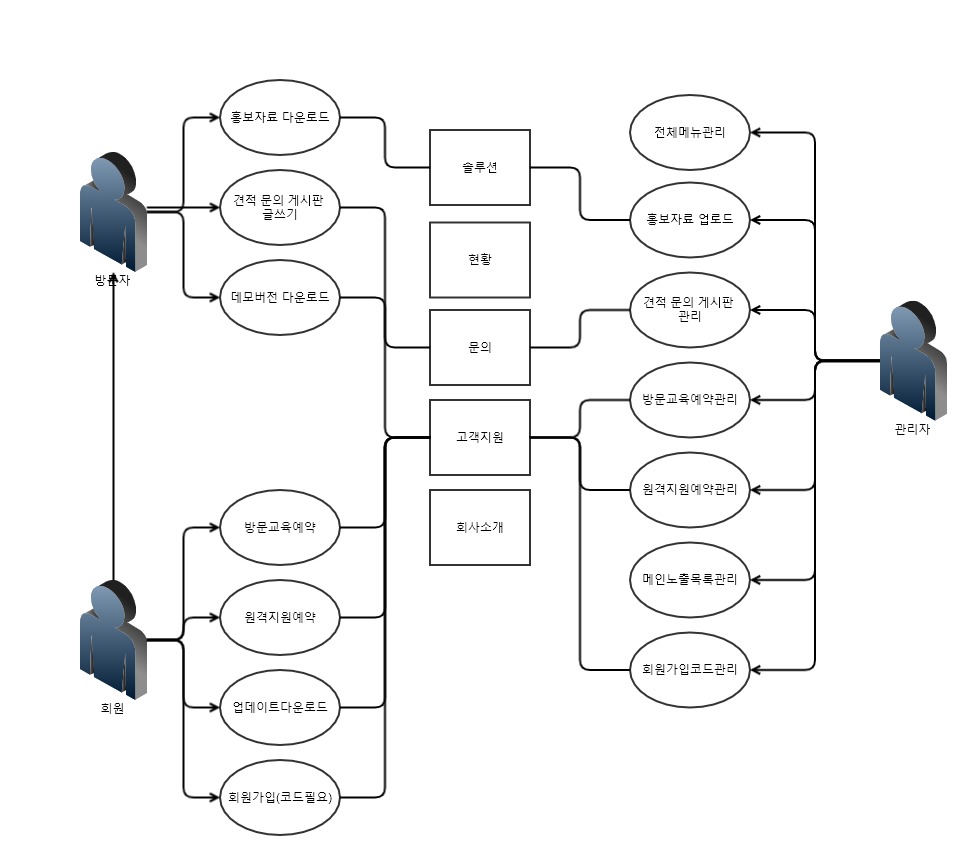 홍보자료 다운로드
전체메뉴관리
솔루션
견적 문의 게시판
글쓰기
홍보자료 업로드
방문자
현황
데모버전 다운로드
견적 문의 게시판
관리
문의
방문교육예약관리
관리자
고객지원
원격지원예약관리
방문교육예약
회사소개
메인노출목록관리
원격지원예약
회원가입코드관리
회원
업데이트다운로드
회원가입(코드필요)